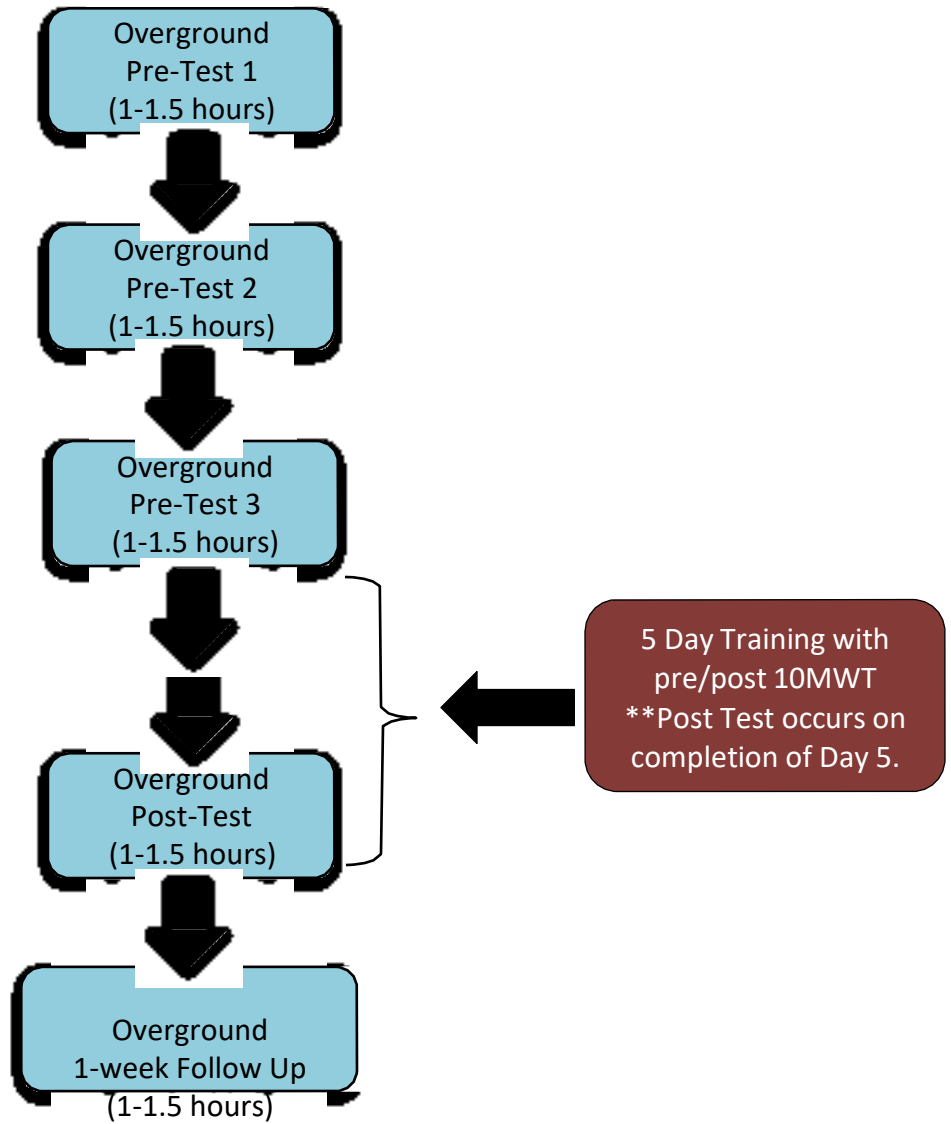 Overground
Pre-Test 1
(1-1.5 hours)
Overground
Pre-Test 2
(1-1.5 hours)
Overground
Pre-Test 3
(1-1.5 hours)
5 Day Training with
pre/post 10MWT
**Post Test occurs on
completion of Day 5.
Overground
Post-Test
(1-1.5 hours)
Overground
1-week Follow Up
(1-1.5 hours)